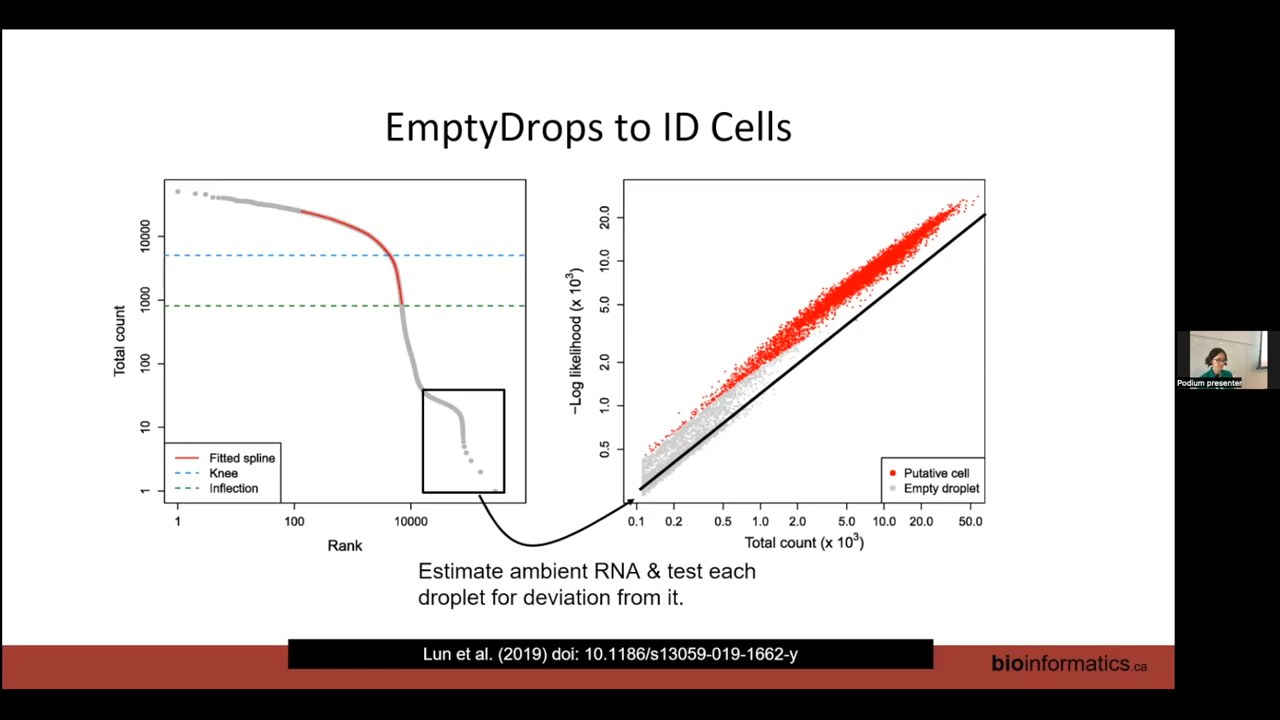 EmptyDrops to ID Cells
Total count
10000
1000
100
10
1
Fitted spline
Knee
Inflection
1
100
10000
Rank
−Log likelihood (x 10³)
20.0
10.0
5.0
2.0
1.0
0.5
Putative cell
Empty droplet
0.1 0.2 0.5 1.0 2.0 5.0 10.0 20.0 50.0
Total count (x 10³)
Estimate ambient RNA & test each
droplet for deviation from it.
Lun et al. (2019) doi: 10.1186/s13059-019-1662-y
bioinformatics.ca
Podium presenter